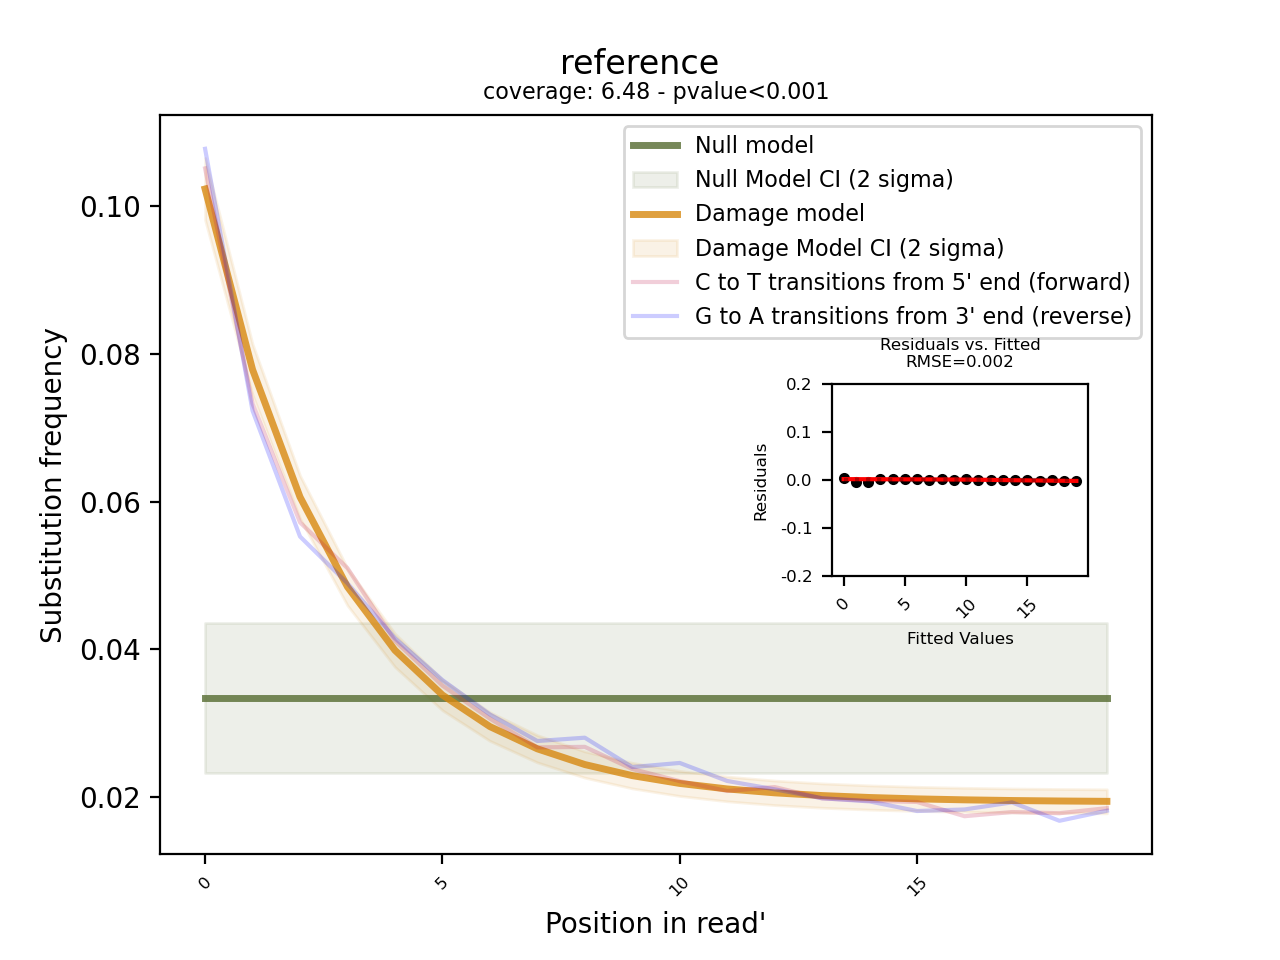 reference
coverage: 6.48 - pvalue<0.001
Null model
Null Model CI (2 sigma)
Damage model
Damage Model CI (2 sigma)
C to T transitions from 5' end (forward)
G to A transitions from 3' end (reverse)
Substitution frequency
0.10
0.08
0.06
0.04
0.02
0
5
10
15
Position in read'
Residuals vs. Fitted
RMSE=0.002
Residuals
0.2
0.1
0.0
-0.1
-0.2
0
5
10
15
Fitted Values